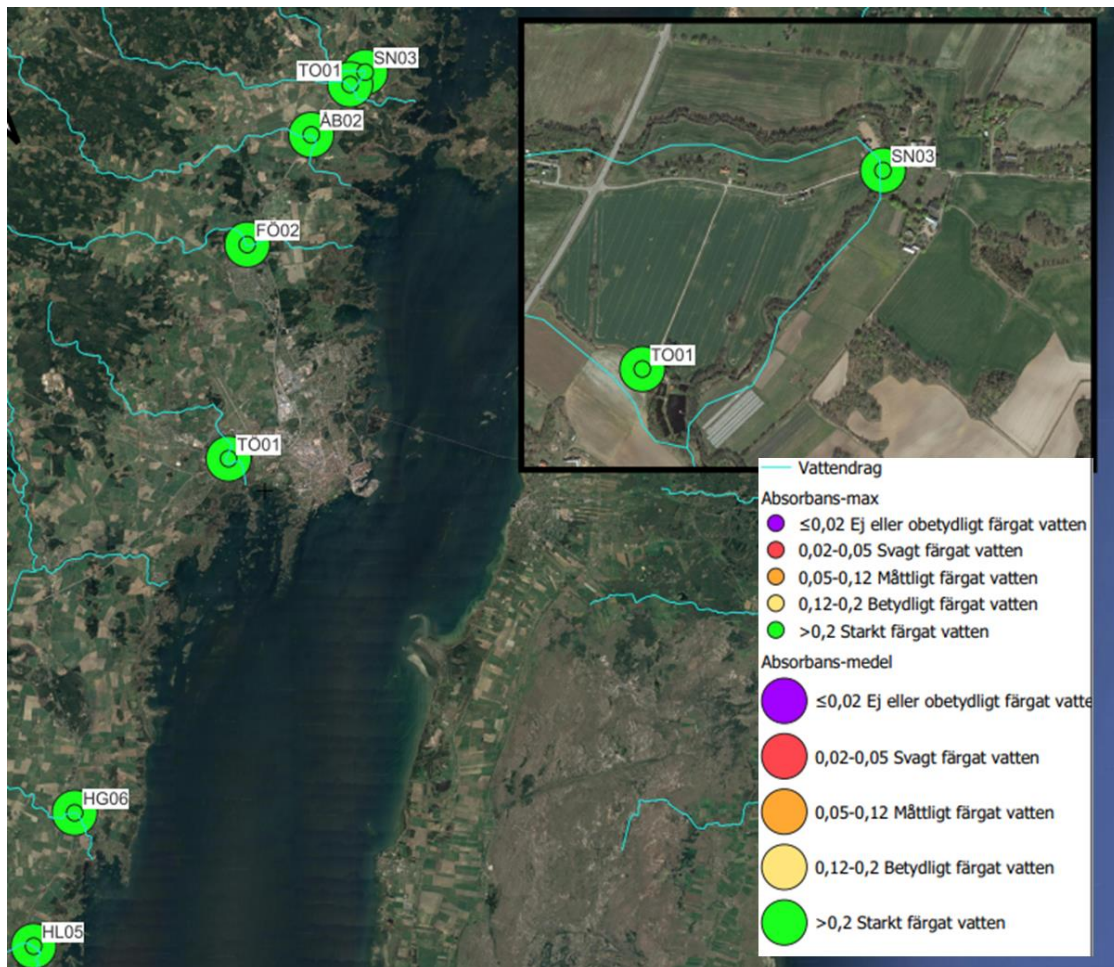 SN03
TO01
ÅB02
FÖ02
TÖ01
HG06
HL05
SN03
TO01
Vattendrag
Absorbans-max
≤0,02 Ej eller obetydligt färgat vatten
0,02-0,05 Svagt färgat vatten
0,05-0,12 Måttligt färgat vatten
0,12-0,2 Betydligt färgat vatten
>0,2 Starkt färgat vatten
Absorbans-medel
≤0,02 Ej eller obetydligt färgat vatte
0,02-0,05 Svagt färgat vatten
0,05-0,12 Måttligt färgat vatten
0,12-0,2 Betydligt färgat vatten
>0,2 Starkt färgat vatten